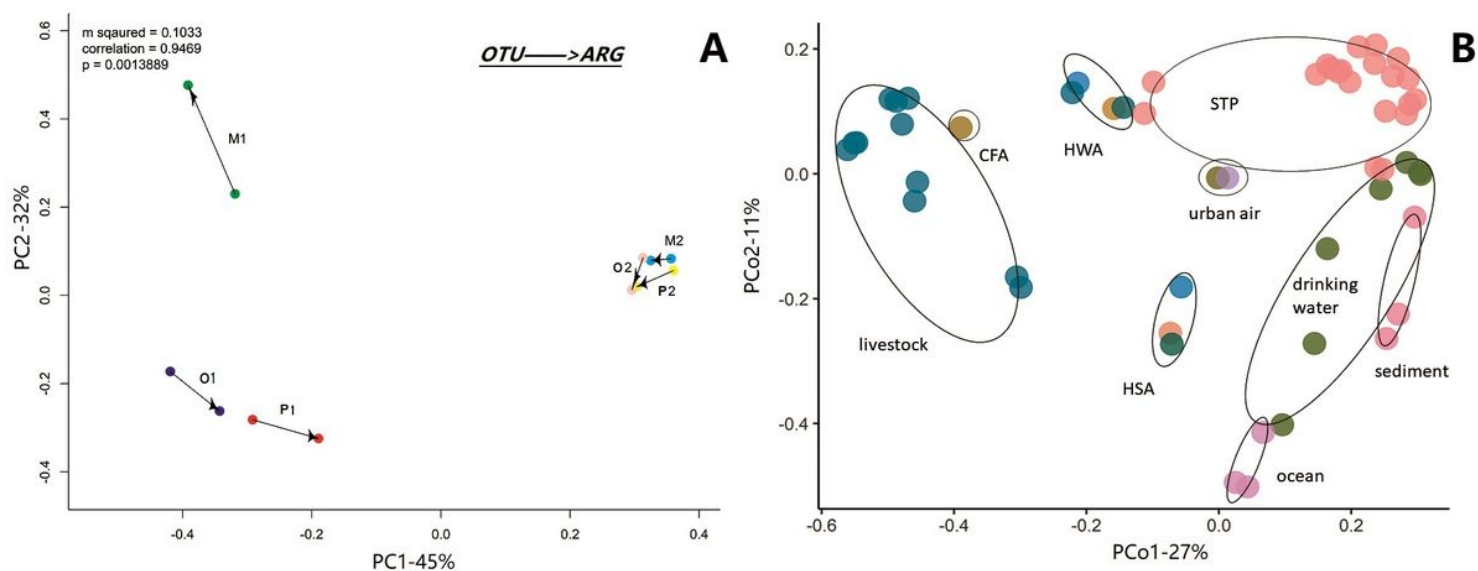 m sqaured = 0.1033
correlation = 0.9469
p = 0.0013889
OTU——>ARG
A
M1
M2
O2
P2
O1
P1
0.6
0.4
0.2
0.0
-0.2
-0.4
PC2-32%
-0.4
-0.2
0.0
0.2
0.4
PC1-45%
B
STP
CFA
HWA
urban air
drinking
water
livestock
HSA
sediment
ocean
0.2
0.0
-0.2
-0.4
PCo2-11%
-0.6
-0.4
-0.2
0.0
0.2
PCo1-27%